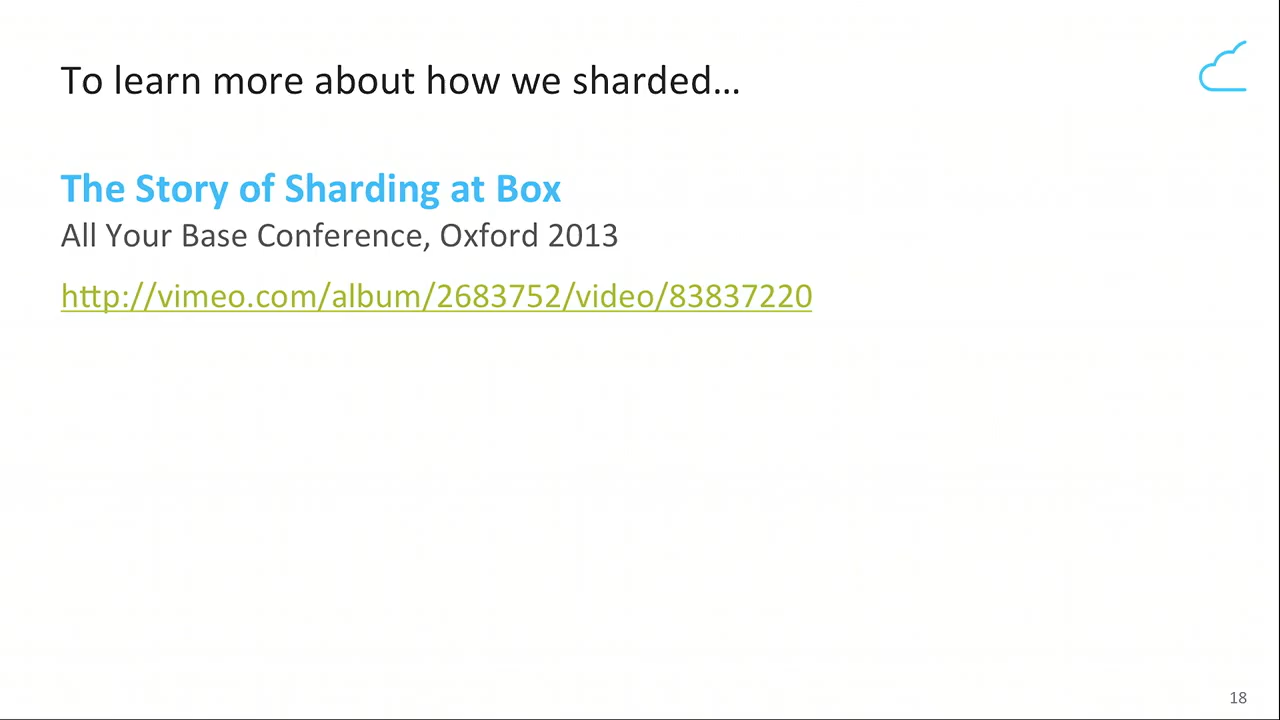 To learn more about how we sharded…
The Story of Sharding at Box
All Your Base Conference, Oxford 2013
http://vimeo.com/album/2683752/video/83837220
18